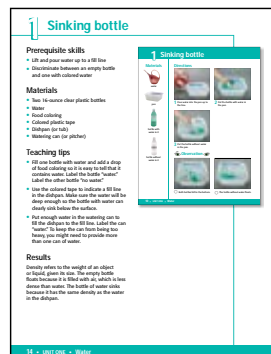 1 Sinking bottle
Prerequisite skills
• Lift and pour water up to a fill line
• Discriminate between an empty bottle
and one with colored water
Materials
• Two 16-ounce clear plastic bottles
• Water
• Food coloring
• Colored plastic tape
• Dishpan (or tub)
• Watering can (or pitcher)
Teaching tips
• Fill one bottle with water and add a drop
of food coloring so it is easy to tell that it
contains water. Label the bottle "water."
Label the other bottle "no water."
• Use the colored tape to indicate a fill line
in the dishpan. Make sure the water will be
deep enough so the bottle with water can
clearly sink below the surface.
• Put enough water in the watering can to
fill the dishpan to the fill line. Label the can
"water." To keep the can from being too
heavy, you might need to provide more
than one can of water.
Results
Density refers to the weight of an object
or liquid, given its size. The empty bottle
floats because it is filled with air, which is less
dense than water. The bottle of water sinks
because it has the same density as the water
in the dishpan.
1 Sinking bottle
Materials
Directions
Observations
14 • UNIT ONE • Water